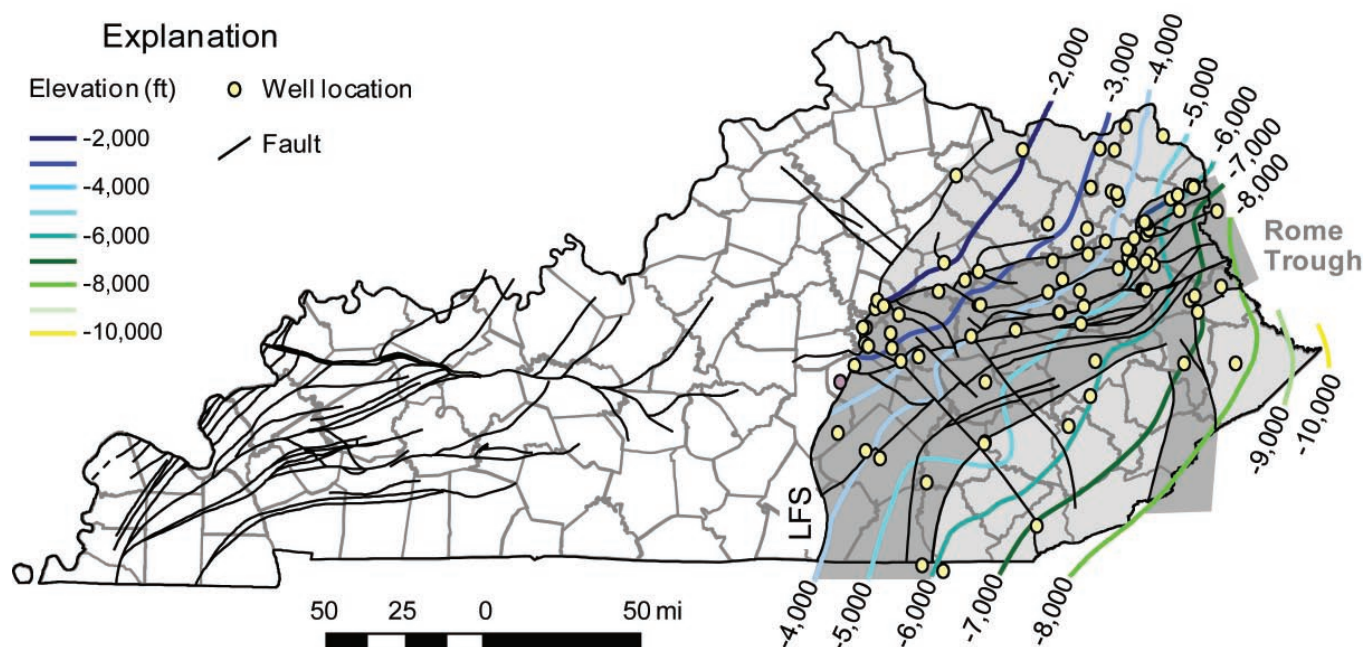 Explanation
Elevation (ft)
Well location
Fault
-2,000
-4,000
-6,000
-8,000
-10,000
-2,000
-3,000
-4,000
-5,000
-6,000
-7,000
-8,000
Rome
Trough
LFS
-9,000
-10,000
-4,000
-5,000
-6,000
-7,000
-8,000
50 25 0 50 mi